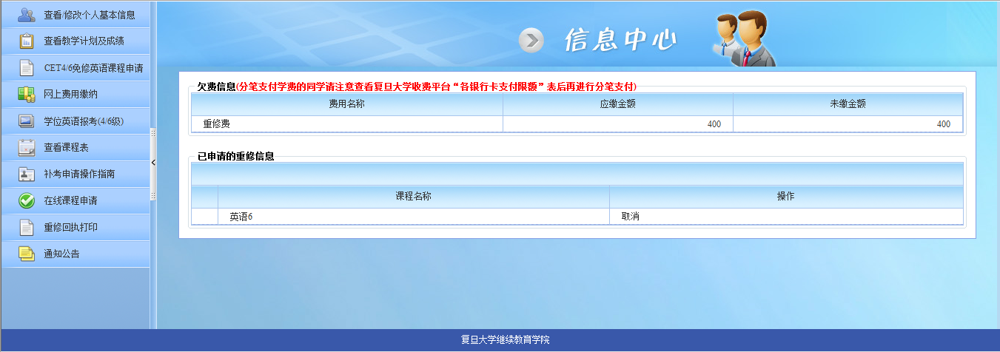 查看/修改个人基本信息
查看教学计划及成绩
CET4/6免修英语课程申请
网上费用缴纳
学位英语报考(4/6级)
查看课程表
补考申请操作指南
在线课程申请
重修回执打印
通知公告
信息中心
欠费信息(分笔支付学费的同学请注意查看复旦大学收费平台“各银行卡支付限额”表后再进行分笔支付)
费用名称 应缴金额 未缴金额
重修费 400 400
已申请的重修信息
课程名称 操作
英语6 取消
复旦大学继续教育学院